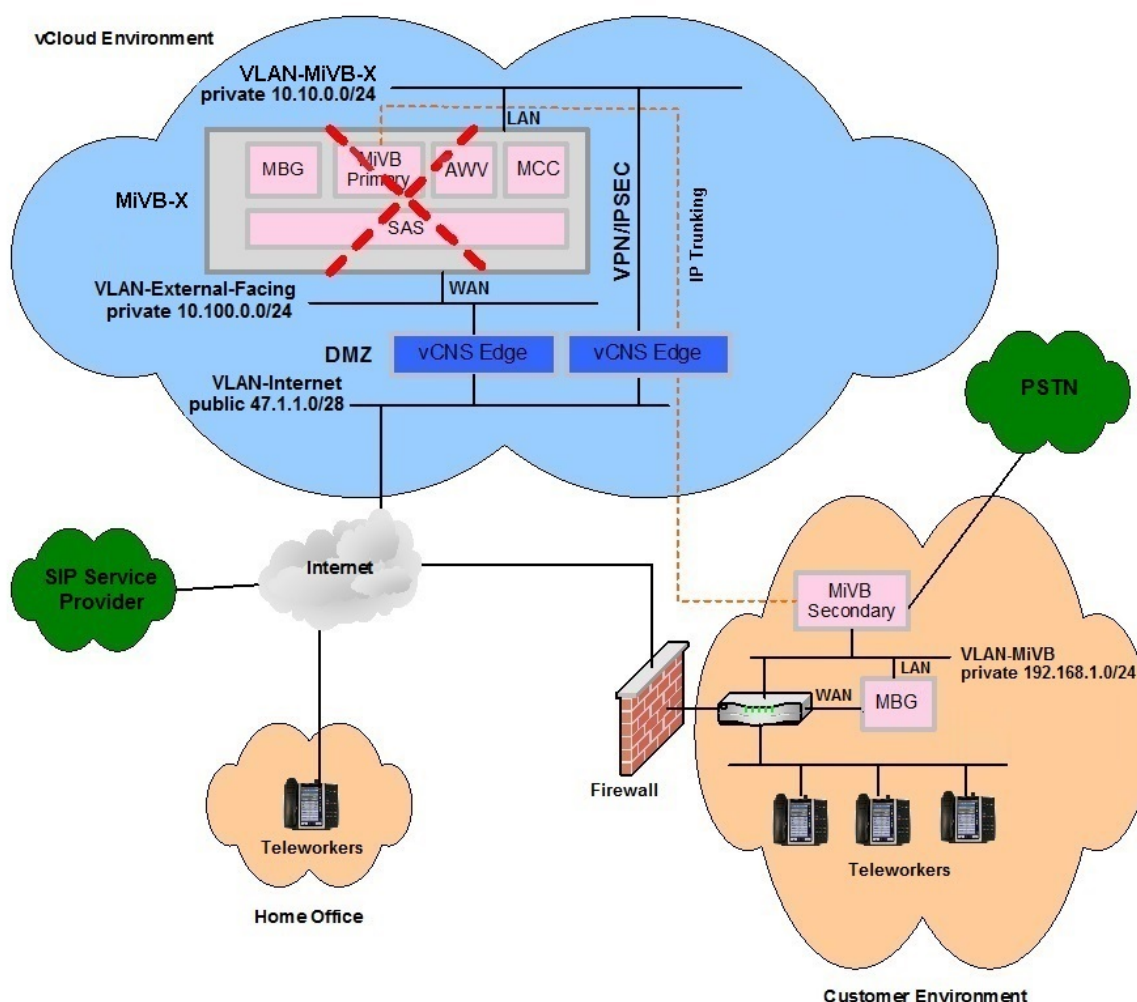 vCloud Environment
VLAN-MiVB-X
private 10.10.0.0/24
LAN
MBG
MiVB
Primary
AWV
MCC
MiVB-X
SAS
VPN/IPSEC
IP Trunking
WAN
VLAN-External-Facing
private 10.100.0.0/24
DMZ
vCNS Edge
vCNS Edge
VLAN-Internet
public 47.1.1.0/28
PSTN
Internet
SIP Service
Provider
MiVB
Secondary
VLAN-MiVB
private 192.168.1.0/24
LAN
WAN
MBG
Firewall
Teleworkers
Teleworkers
Home Office
Customer Environment